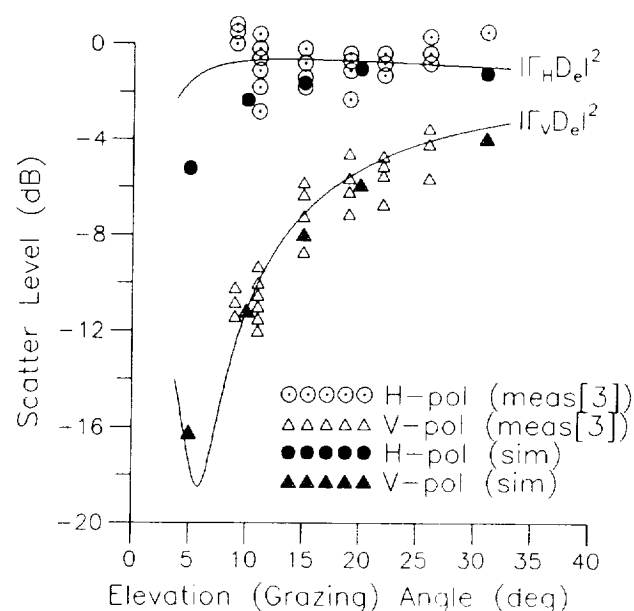 0
-4
-8
-12
-16
-20
Scatter Level (dB)
|Γ_H D_e|²
|Γ_V D_e|²
H-pol (meas[3])
V-pol (meas[3])
H-pol (sim)
V-pol (sim)
0 5 10 15 20 25 30 35 40
Elevation (Grazing) Angle (deg)